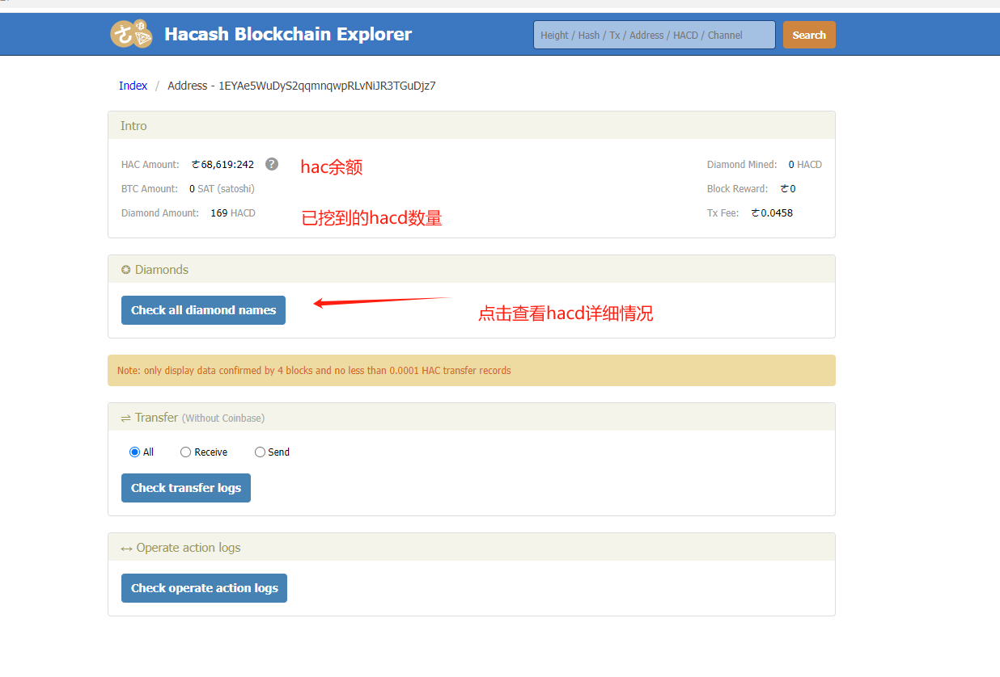 Hacash Blockchain Explorer
Height / Hash / Tx / Address / HACD / Channel
Search
Index / Address - 1EYAe5WuDyS2qqmnqwpRLvNiJR3TGuDjz7
Intro
HAC Amount: ㄜ68,619:242 ?
hac余额
Diamond Mined: 0 HACD
BTC Amount: 0 SAT (satoshi)
Block Reward: ㄜ0
Diamond Amount: 169 HACD
已挖到的hacd数量
Tx Fee: ㄜ0.0458
Diamonds
Check all diamond names
点击查看hacd详细情况
Note: only display data confirmed by 4 blocks and no less than 0.0001 HAC transfer records
⇌ Transfer (Without Coinbase)
All
Receive
Send
Check transfer logs
↔ Operate action logs
Check operate action logs